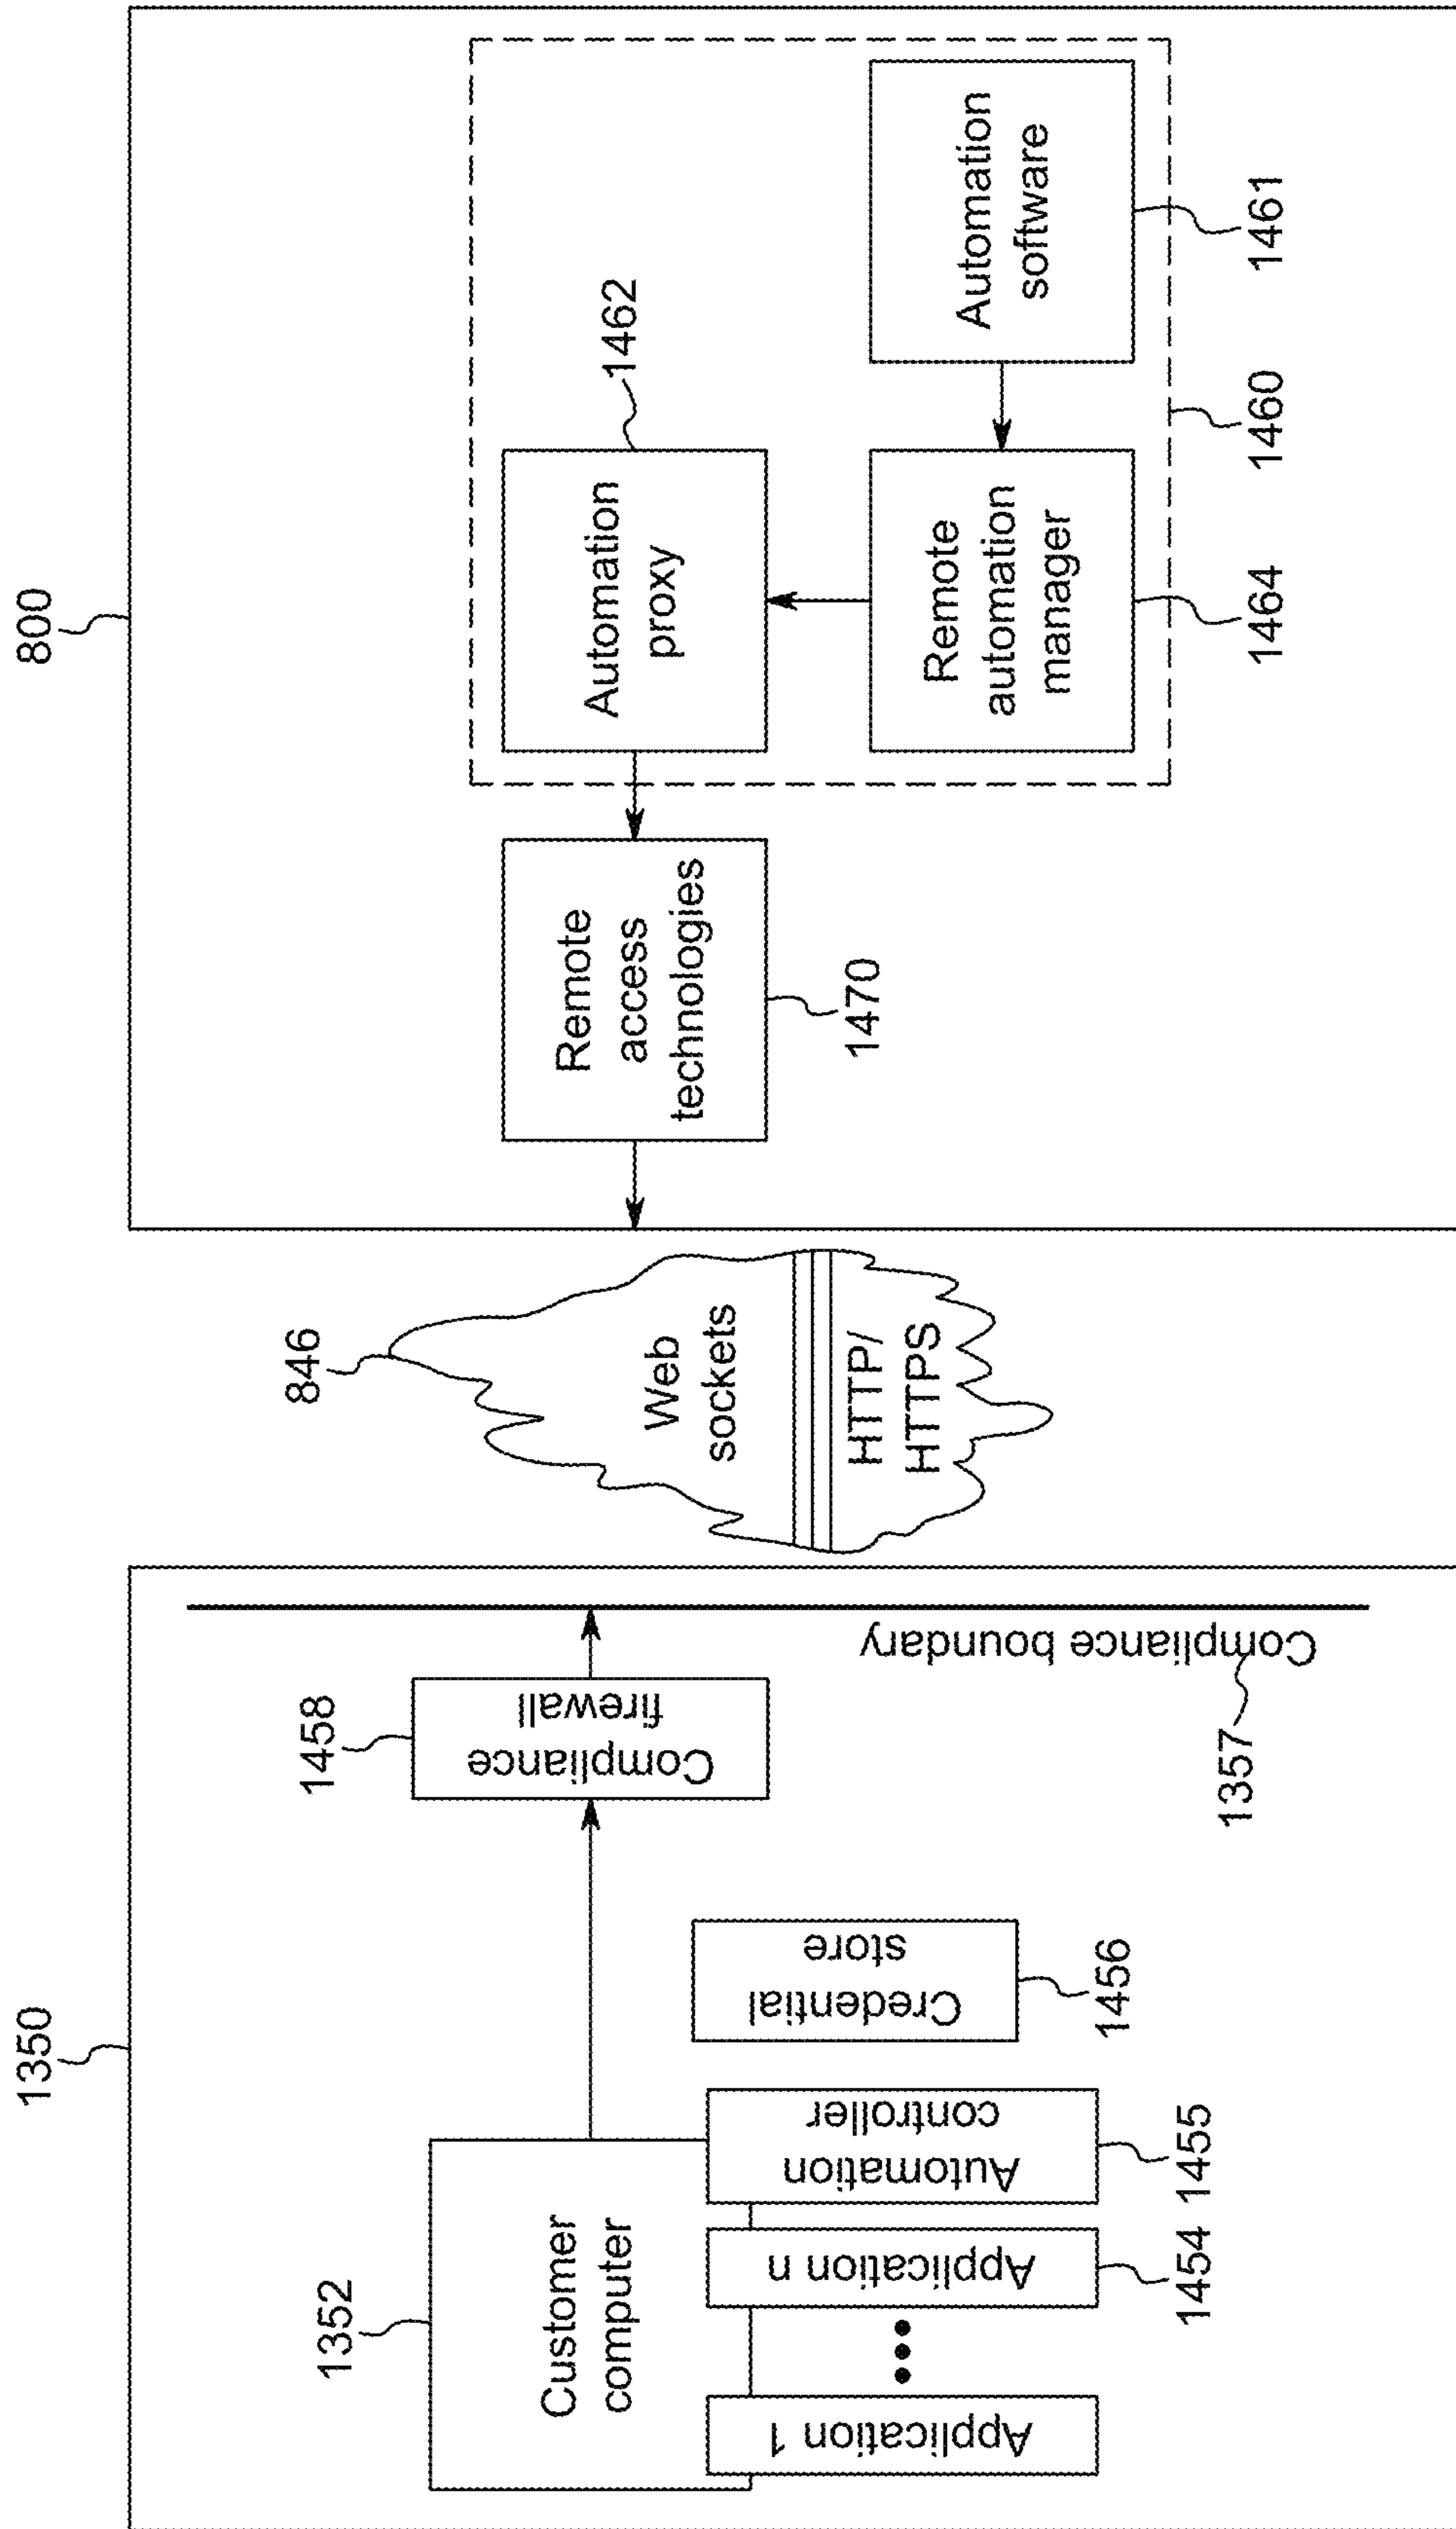 1350
800
1352
Customer
computer
Application 1
Application n
1454
Automation
controller
1455
Credential
store
1456
1458
Compliance
firewall
Compliance boundary
1357
846
Web
sockets
HTTP/
HTTPS
Remote
access
technologies
1470
Automation
proxy
1462
Remote
automation
manager
1464
Automation
software
1461
1460